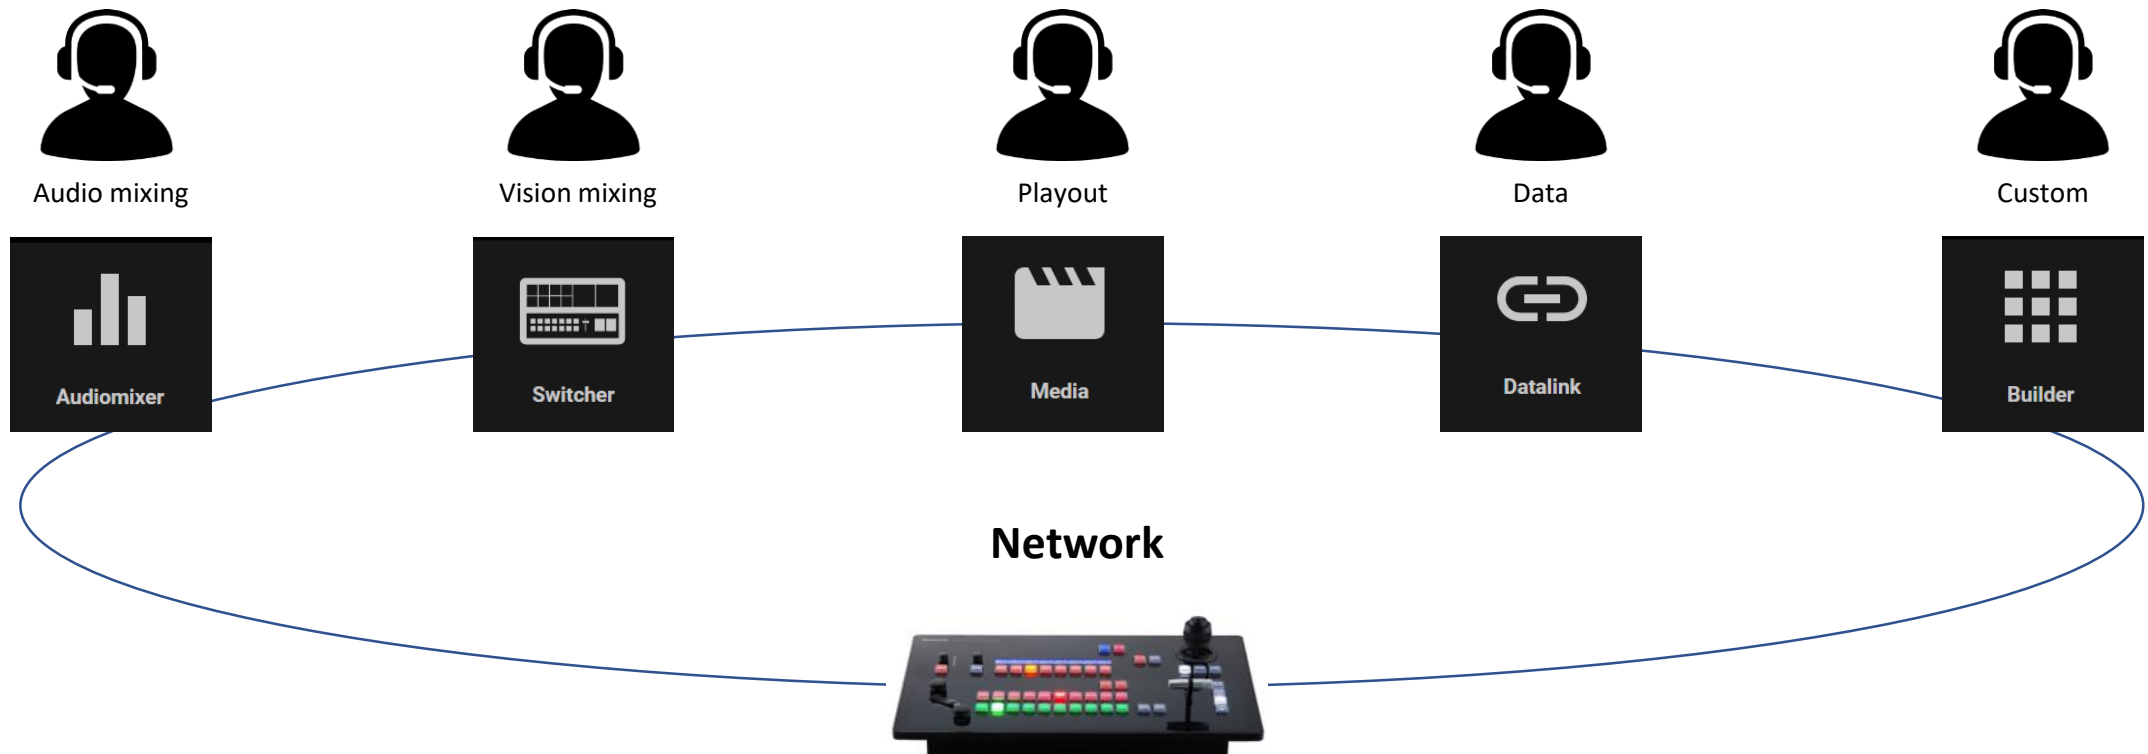 Audio mixing
Vision mixing
Playout
Data
Custom
Audiomixer
Switcher
Media
Datalink
Builder
Network